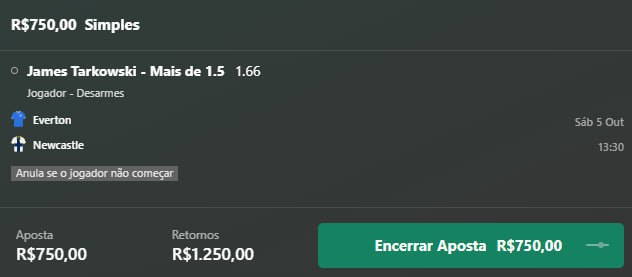 R$750,00 Simples
James Tarkowski - Mais de 1.5 1.66
Jogador - Desarmes
Everton
Sáb 5 Out
Newcastle
13:30
Anula se o jogador não começar
Aposta
Retornos
R$750,00
R$1.250,00
Encerrar Aposta R$750,00